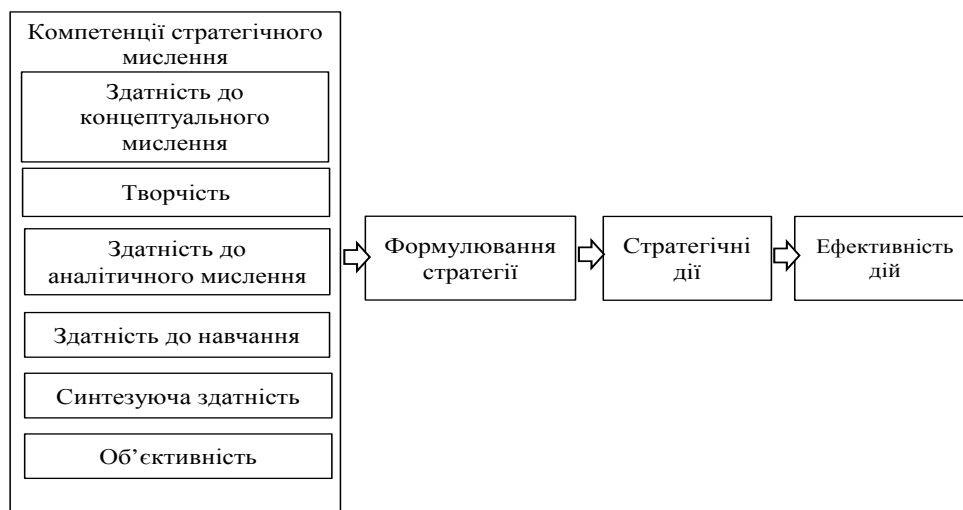 Компетенції стратегічного
мислення
Здатність до
концептуального
мислення
Творчість
Здатність до
аналітичного мислення
Здатність до навчання
Синтезуюча здатність
Об’єктивність
Формулювання
стратегії
Стратегічні
дії
Ефективність
дій